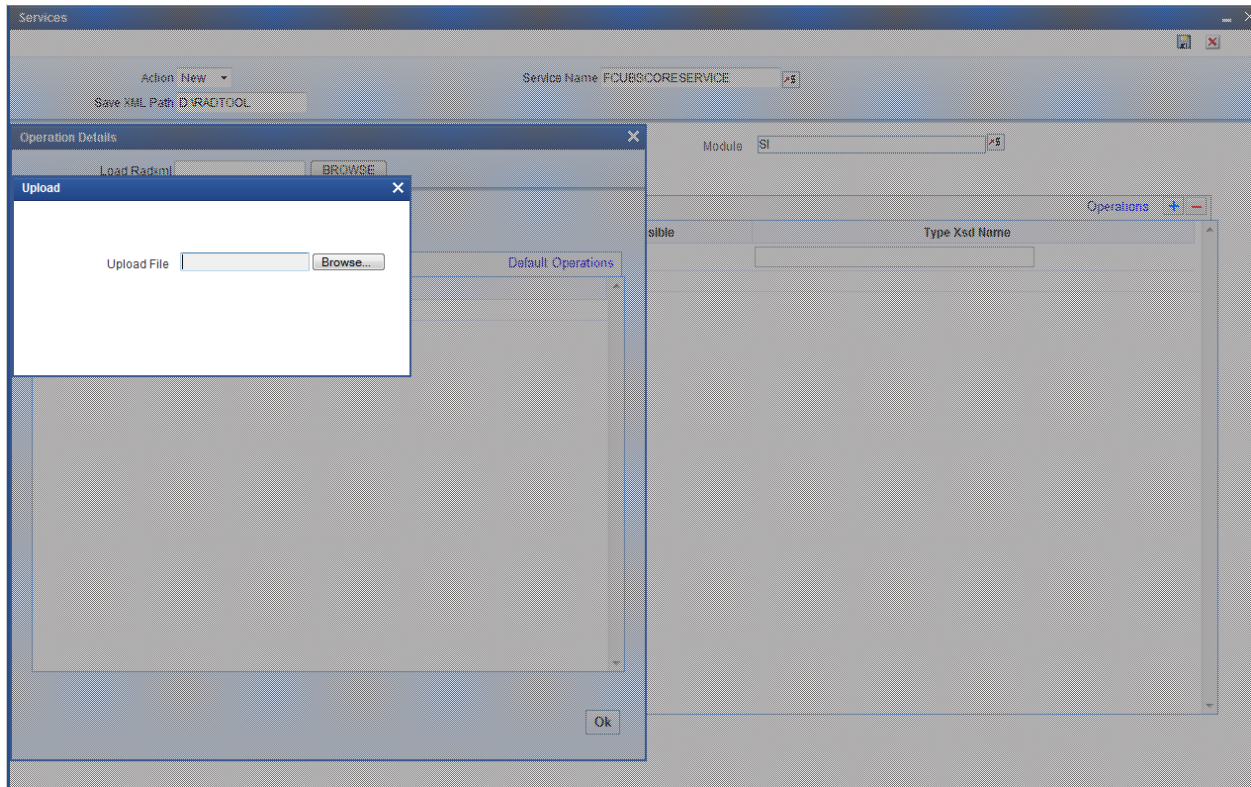 Services
Action New
Service Name FCUBSCORESERVICE
Save XML Path D:\RADTOOL
Operation Details
Module SI
Load Radxml BROWSE
Upload
Operations
sible Type Xsd Name
Upload File Browse...
Default Operations
Ok